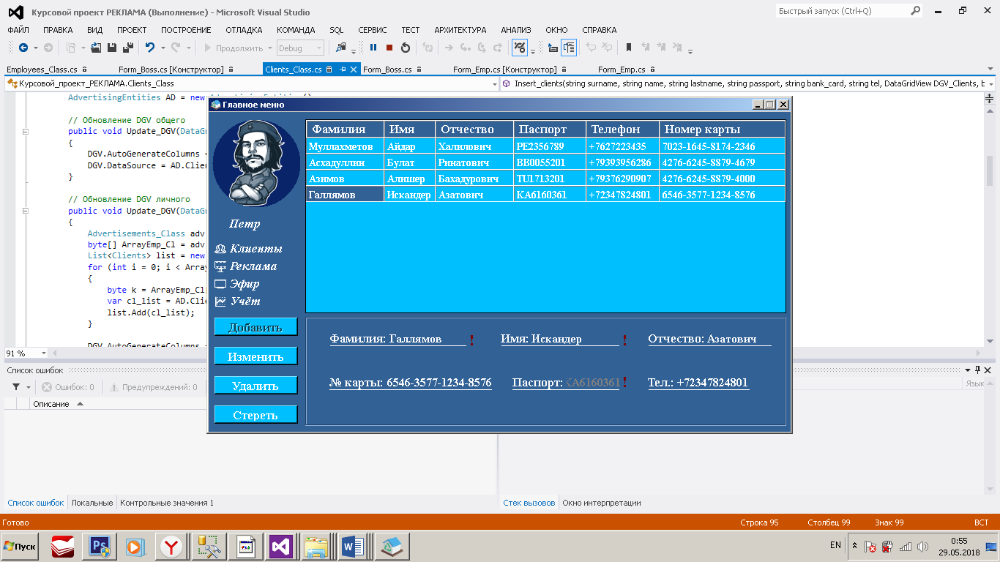 Курсовой проект РЕКЛАМА (Выполнение) - Microsoft Visual Studio
Быстрый запуск (Ctrl+Q)
ФАЙЛ ПРАВКА ВИД ПРОЕКТ ПОСТРОЕНИЕ ОТЛАДКА КОМАНДА SQL СЕРВИС ТЕСТ АРХИТЕКТУРА АНАЛИЗ ОКНО СПРАВКА
Продолжить Debug
Employees_Class.cs Form_Boss.cs [Конструктор] Clients_Class.cs Form_Boss.cs Form_Emp.cs [Конструктор] Form_Emp.cs
Курсовой_проект_РЕКЛАМА.Clients_Class Insert_clients(string surname, string name, string lastname, string passport, string bank_card, string tel, DataGridView DGV_Clients, b
AdvertisingEntities AD = new
// Обновление DGV общего
public void Update_DGV(DataGr
{
DGV.AutoGenerateColumns =
DGV.DataSource = AD.Clie
}
// Обновление DGV личного
public void Update_DGV(DataGr
{
Advertisements_Class adv
byte[] ArrayEmp_Cl = adv
List<Clients> list = new
for (int i = 0; i < Array
{
byte k = ArrayEmp_Cl[
var cl_list = AD.Clie
list.Add(cl_list);
}
DGV.AutoGenerateColumns =
91 %
Главное меню
Петр
Клиенты
Реклама
Эфир
Учёт
Добавить
Изменить
Удалить
Стереть
Фамилия Имя Отчество Паспорт Телефон Номер карты
Муллахметов Айдар Халилович PE2356789 +7627223435 7023-1645-8174-2346
Асхадуллин Булат Ринатович BB0055201 +79393956286 4276-6245-8879-4679
Азимов Алишер Бахадурович TU1713201 +79376290907 4276-6245-8879-4000
Галлямов Искандер Азатович KA6160361 +72347824801 6546-3577-1234-8576
Фамилия: Галлямов ! Имя: Искандер ! Отчество: Азатович
№ карты: 6546-3577-1234-8576 Паспорт: KA6160361 ! Тел.: +72347824801
Список ошибок
Ошибок: 0 Предупреждений: 0
Язык
Описание
Список ошибок Локальные Контрольные значения 1
Стек вызовов Окно интерпретации
Готово Строка 95 Столбец 99 Знак 99 ВСТ
Пуск
EN 0:55
29.05.2018